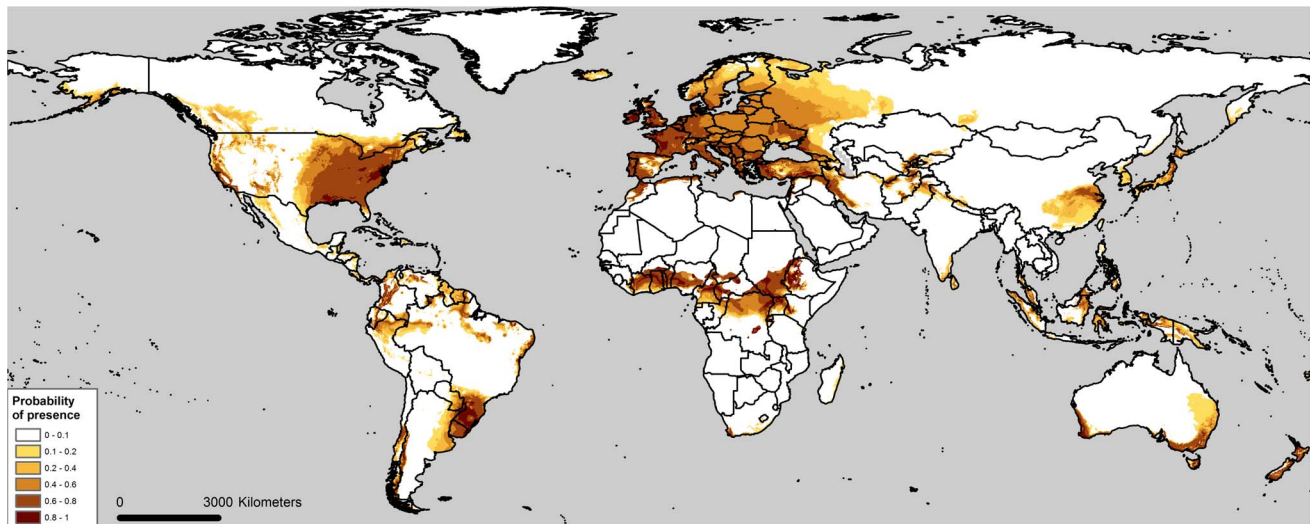 Probability
of presence
0 - 0.1
0.1 - 0.2
0.2 - 0.4
0.4 - 0.6
0.6 - 0.8
0.8 - 1
0 3000 Kilometers